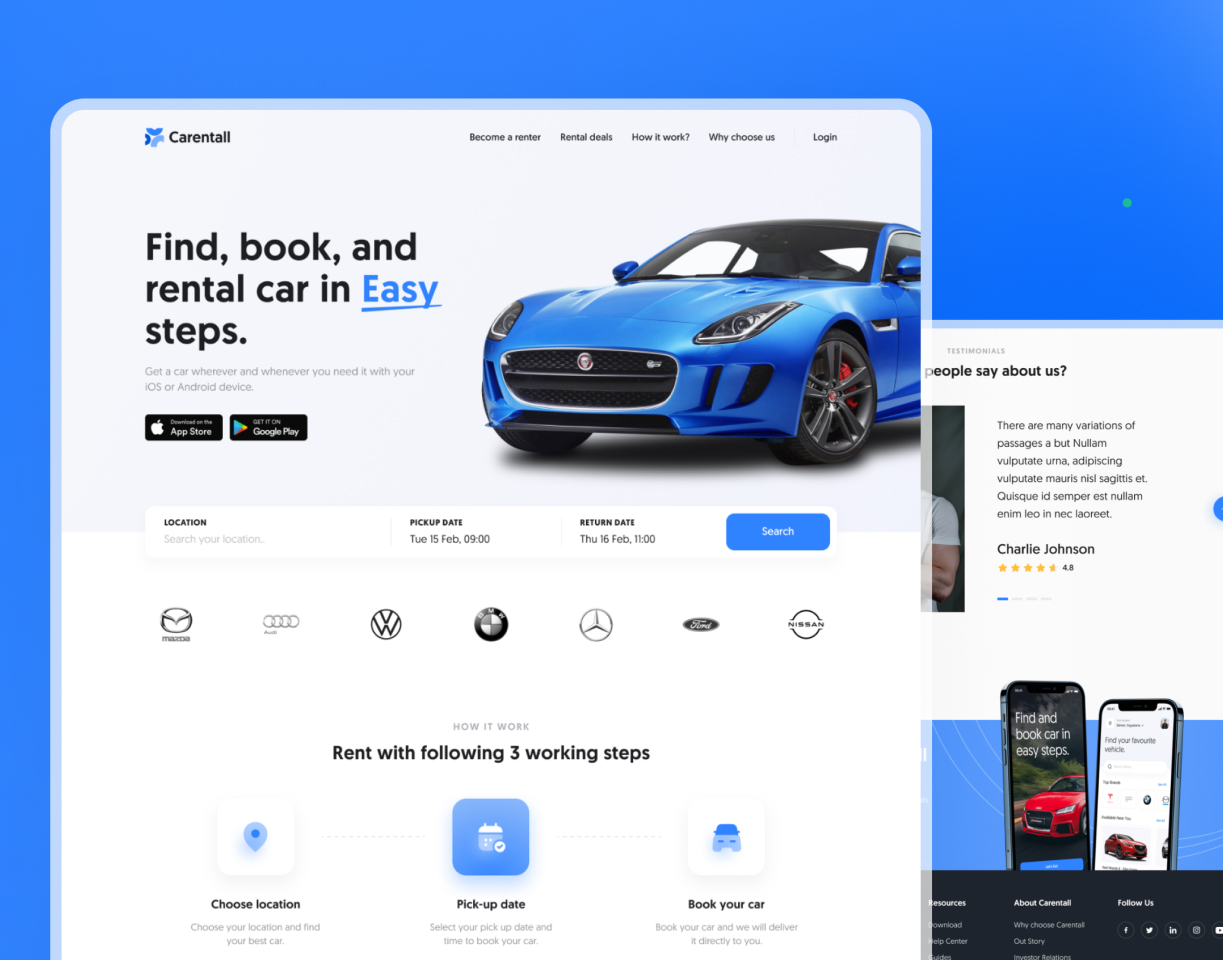 Carentall
Become a renter
Rental deals
How it work?
Why choose us
Login
Find, book, and
rental car in Easy
steps.
Get a car wherever and whenever you need it with your
iOS or Android device.
Download on the
App Store
GET IT ON
Google Play
LOCATION
Search your location..
PICKUP DATE
Tue 15 Feb, 09:00
RETURN DATE
Thu 16 Feb, 11:00
Search
mazda
Audi
BMW
Ford
NISSAN
HOW IT WORK
Rent with following 3 working steps
Choose location
Choose your location and find
your best car.
Pick-up date
Select your pick up date and
time to book your car.
Book your car
Book your car and we will deliver
it directly to you.
TESTIMONIALS
people say about us?
There are many variations of
passages a but Nullam
vulputate urna, adipiscing
vulputate mauris nisl sagittis et.
Quisque id semper est nullam
enim leo in nec laoreet.
Charlie Johnson
4.8
Find and
book car in
easy steps.
Find your favourite
vehicle.
Top Brands
Available Near You
Resources
Download
Help Center
Guides
About Carentall
Why choose Carentall
Out Story
Investor Relations
Follow Us